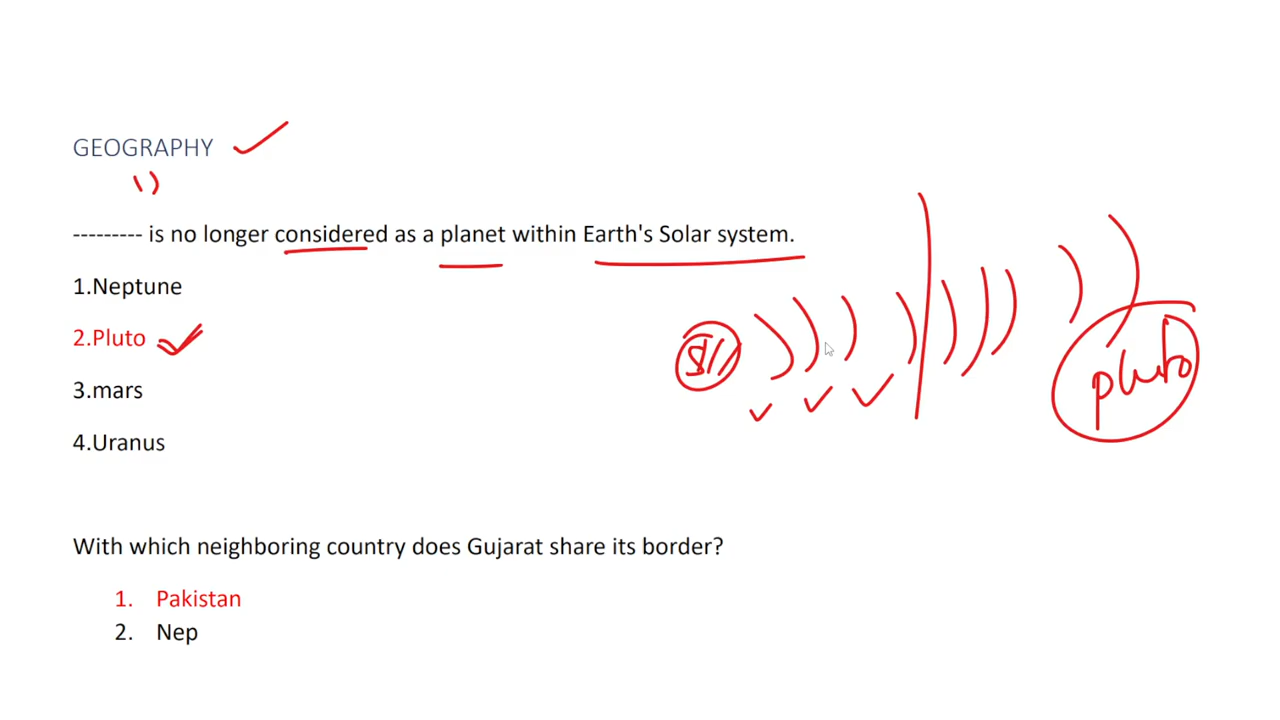 GEOGRAPHY
1)
--------- is no longer considered as a planet within Earth's Solar system.
1.Neptune
2.Pluto
3.mars
4.Uranus
pluto
With which neighboring country does Gujarat share its border?
1. Pakistan
2. Nep